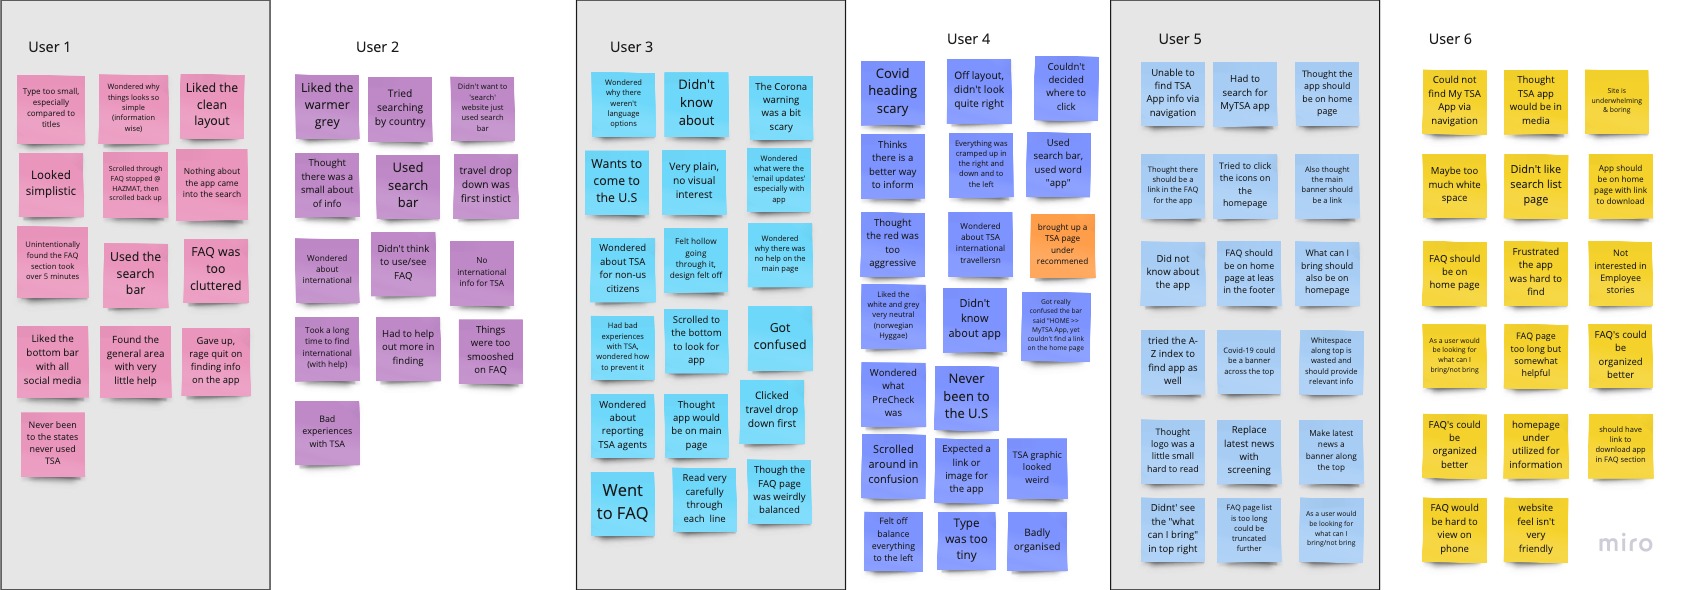 User 1
Type too small,
especially
compared to
titles
Wondered why
things looks so
simple
(information
wise)
Liked the
clean
layout
Looked
simplistic
Scrolled through
FAQ stopped @
HAZMAT, then
scrolled back up
Nothing about
the app came
into the search
Unintentionally
found the FAQ
section took
over 5 minutes
Used the
search
bar
FAQ was
too
cluttered
Liked the
bottom bar
with all
social media
Found the
general area
with very
little help
Gave up,
rage quit on
finding info
on the app
Never been
to the states
never used
TSA
User 2
Liked the
warmer
grey
Tried
searching
by country
Didn't want to
'search'
website just
used search
bar
Thought
there was a
small about
of info
Used
search
bar
travel drop
down was
first instict
Wondered
about
international
Didn't think
to use/see
FAQ
No
international
info for TSA
Took a long
time to find
international
(with help)
Had to help
out more in
finding
Things
were too
smooshed
on FAQ
Bad
experiences
with TSA
User 3
Wondered
why there
weren't
language
options
Didn't
know
about
The Corona
warning
was a bit
scary
Wants to
come to
the U.S
Very plain,
no visual
interest
Wondered
what were the
'email updates'
especially with
app
Wondered
about TSA
for non-us
citizens
Felt hollow
going
through it,
design felt off
Wondered
why there was
no help on the
main page
Had bad
experiences
with TSA,
wondered how
to prevent it
Scrolled to
the bottom
to look for
app
Got
confused
Wondered
about
reporting
TSA agents
Thought
app would
be on main
page
Clicked
travel drop
down first
Went
to FAQ
Read very
carefully
through
each line
Though the
FAQ page
was weirdly
balanced
User 4
Covid
heading
scary
Off layout,
didn't look
quite right
Couldn't
decided
where to
click
Thinks
there is a
better way
to inform
Everything was
cramped up in
the right and
down and to
the left
Used
search bar,
used word
"app"
Thought
the red was
too
aggressive
Wondered
about TSA
international
travellersn
brought up a
TSA page
under
recommened
Liked the
white and grey
very neutral
(norwegian
Hyggae)
Didn't
know
about app
Got really
confused the bar
said "HOME >>
MyTSA App, yet
couldn't find a link
on the home page
Wondered
what
PreCheck
was
Never
been to
the U.S
Scrolled
around in
confusion
Expected a
link or
image for
the app
TSA graphic
looked
weird
Felt off
balance
everything
to the left
Type
was too
tiny
Badly
organised
User 5
Unable to
find TSA
App info via
navigation
Had to
search for
MyTSA app
Thought the
app should
be on home
page
Thought there
should be a
link in the FAQ
for the app
Tried to click
the icons on
the
homepage
Also thought
the main
banner should
be a link
Did not
know about
the app
FAQ should
be on home
page at leas
in the footer
What can I
bring should
also be on
homepage
tried the A-
Z index to
find app as
well
Covid-19 could
be a banner
across the top
Whitespace
along top is
wasted and
should provide
relevant info
Thought
logo was a
little small
hard to read
Replace
latest news
with
screening
Make latest
news a
banner along
the top
Didnt' see
the "what
can I bring"
in top right
FAQ page list
is too long
could be
truncated
further
As a user would
be looking for
what can I
bring/not bring
User 6
Could not
find My TSA
App via
navigation
Thought
TSA app
would be in
media
Site is
underwhelming
& boring
Maybe too
much white
space
Didn't like
search list
page
App should
be on home
page with link
to download
FAQ should
be on
home page
Frustrated
the app
was hard to
find
Not
interested in
Employee
stories
As a user would
be looking for
what can I
bring/not bring
FAQ page
too long but
somewhat
helpful
FAQ's could
be
organized
better
FAQ's could
be
organized
better
homepage
under
utilized for
information
should have
link to
download app
in FAQ section
FAQ would
be hard to
view on
phone
website
feel isn't
very
friendly
miro